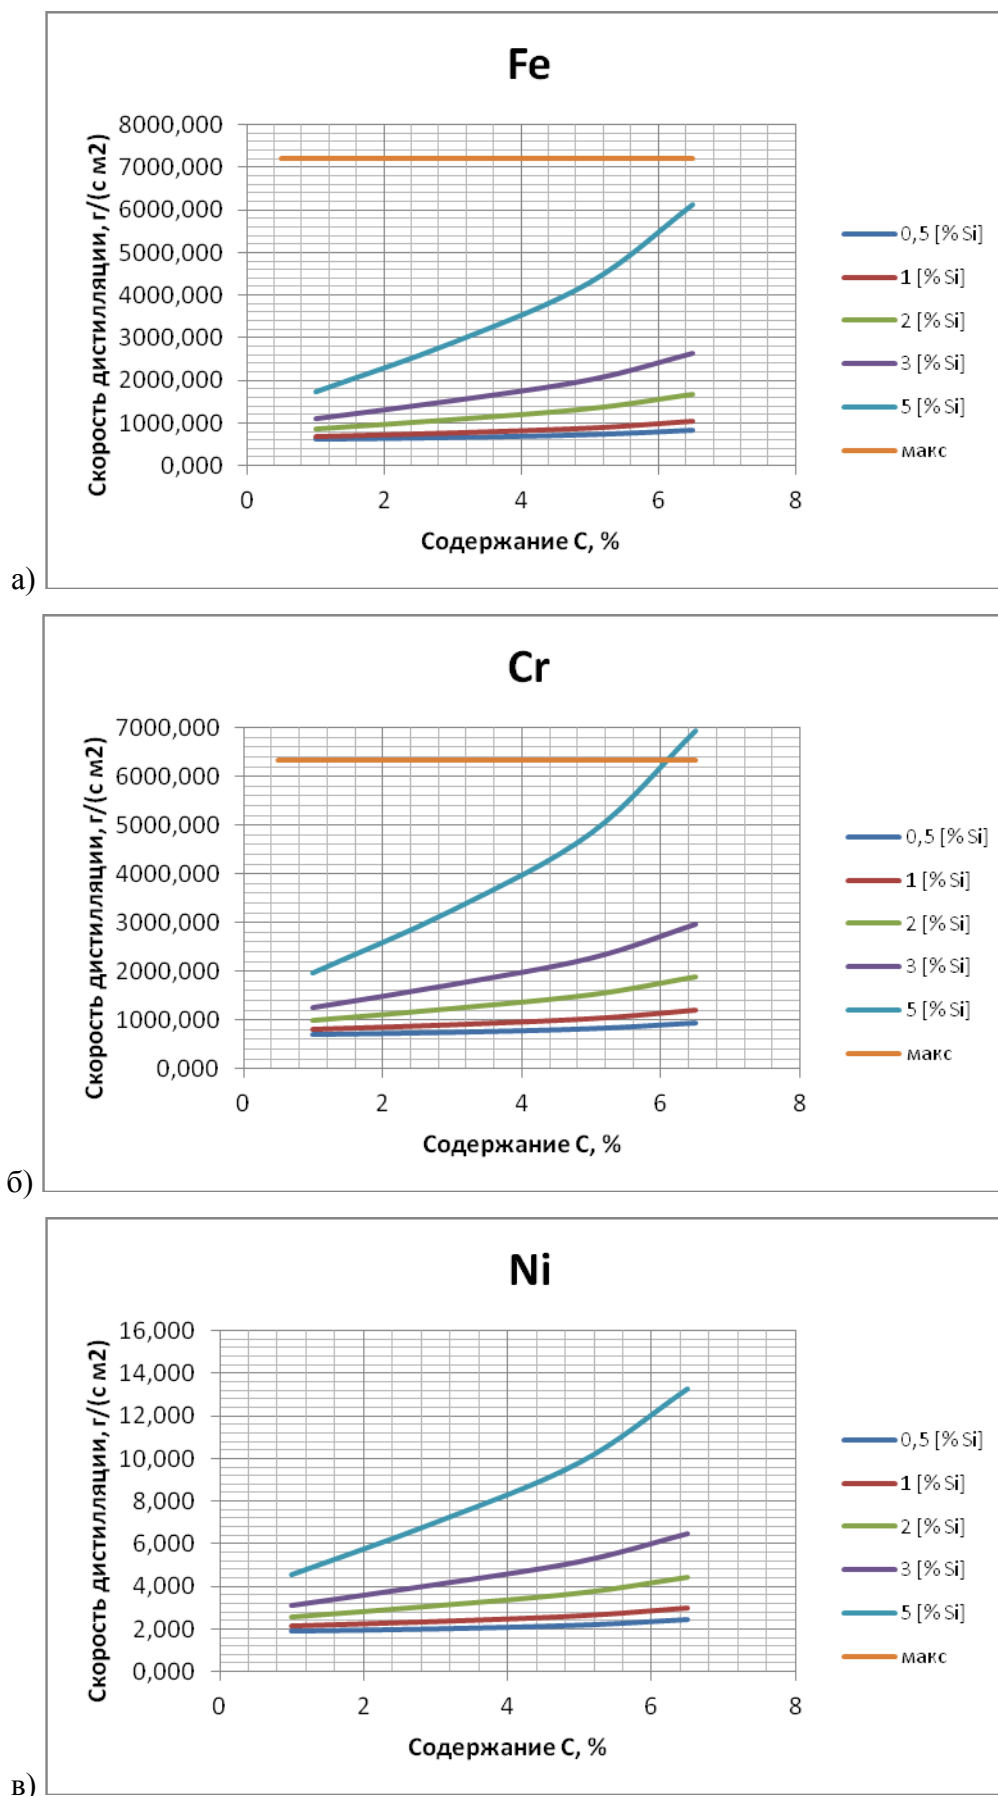 Fe
Скорость дистилляции, г/(с м2)
8000,000
7000,000
6000,000
5000,000
4000,000
3000,000
2000,000
1000,000
0,000
0 2 4 6 8
Содержание С, %
0,5 [% Si]
1 [% Si]
2 [% Si]
3 [% Si]
5 [% Si]
макс
а)
Cr
Скорость дистилляции, г/(с м2)
7000,000
6000,000
5000,000
4000,000
3000,000
2000,000
1000,000
0,000
0 2 4 6 8
Содержание С, %
0,5 [% Si]
1 [% Si]
2 [% Si]
3 [% Si]
5 [% Si]
макс
б)
Ni
Скорость дистилляции, г/(с м2)
16,000
14,000
12,000
10,000
8,000
6,000
4,000
2,000
0,000
0 2 4 6 8
Содержание С, %
0,5 [% Si]
1 [% Si]
2 [% Si]
3 [% Si]
5 [% Si]
макс
в)